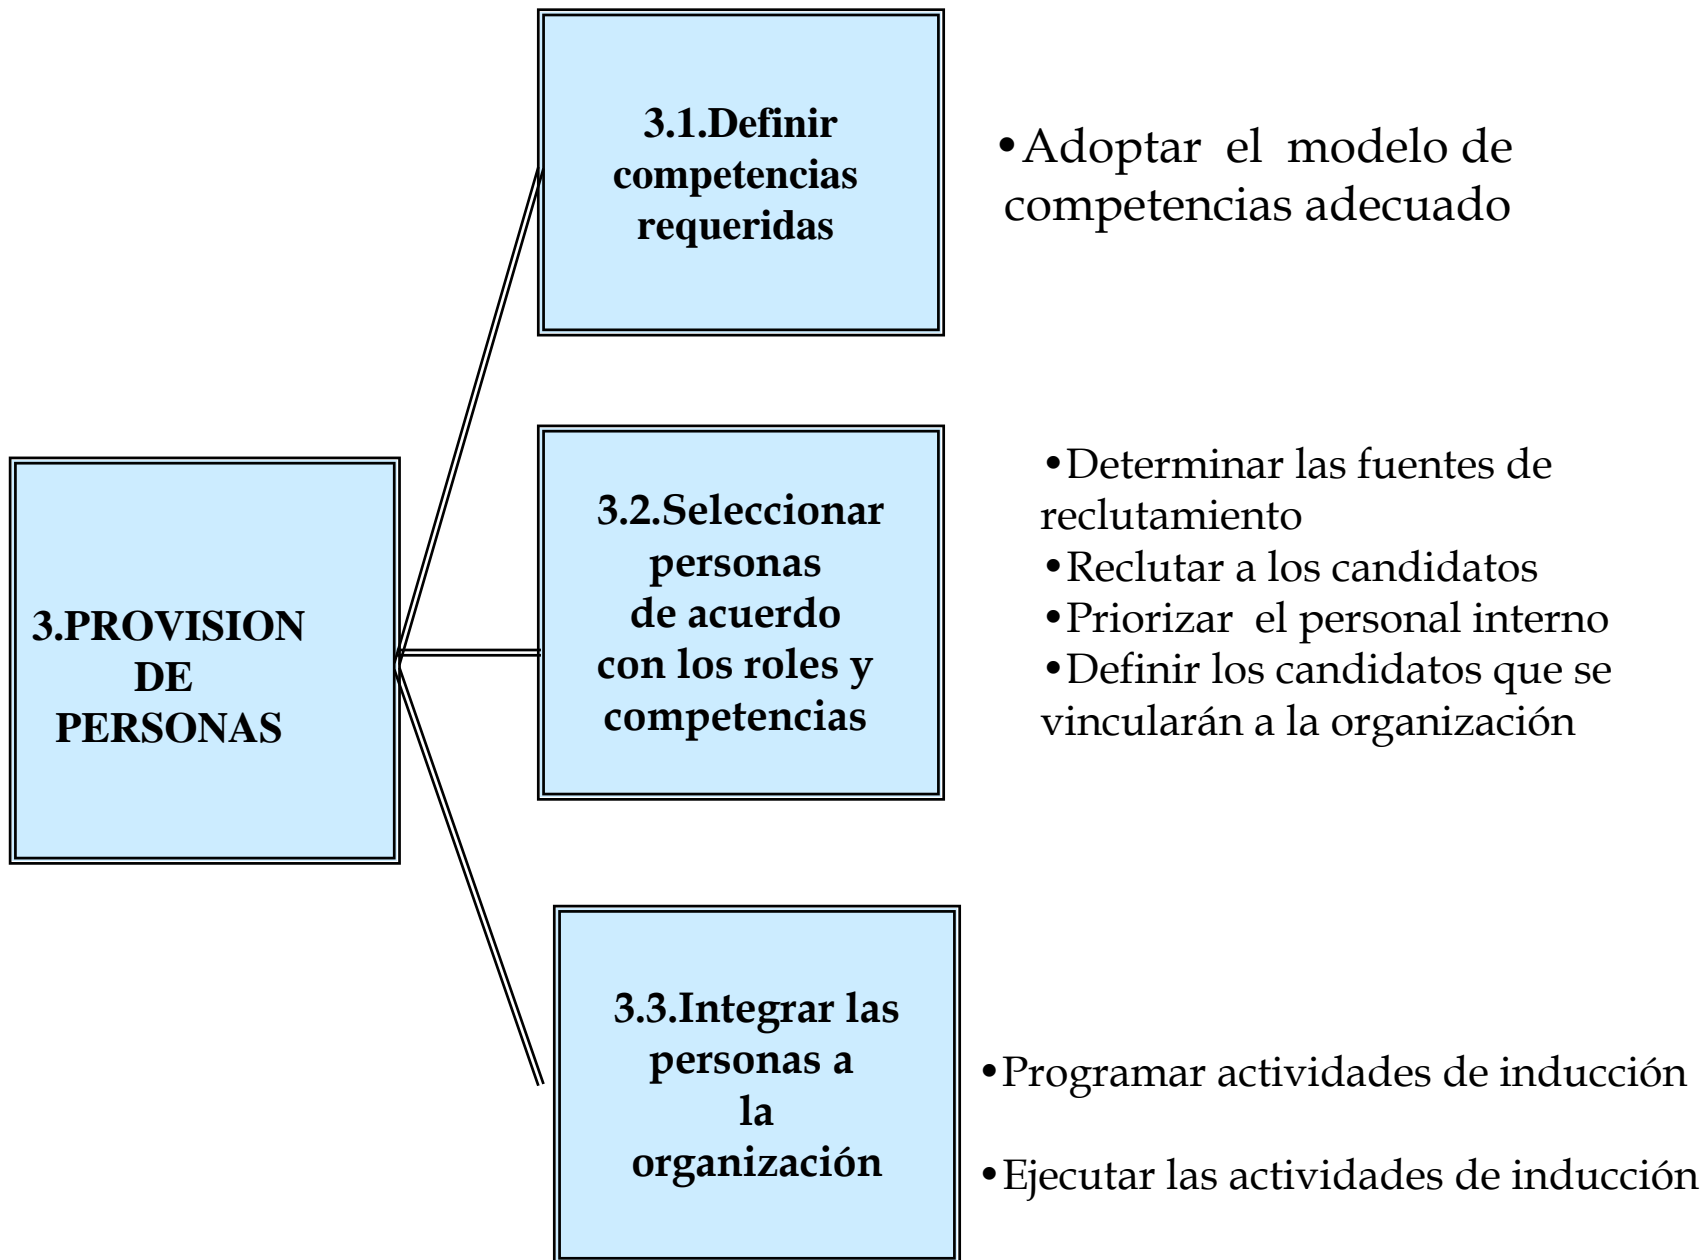 3.1.Definir
competencias
requeridas
•Adoptar el modelo de
competencias adecuado
3.PROVISION
DE
PERSONAS
3.2.Seleccionar
personas
de acuerdo
con los roles y
competencias
•Determinar las fuentes de
reclutamiento
•Reclutar a los candidatos
•Priorizar el personal interno
•Definir los candidatos que se
vincularán a la organización
3.3.Integrar las
personas a
la
organización
•Programar actividades de inducción
•Ejecutar las actividades de inducción